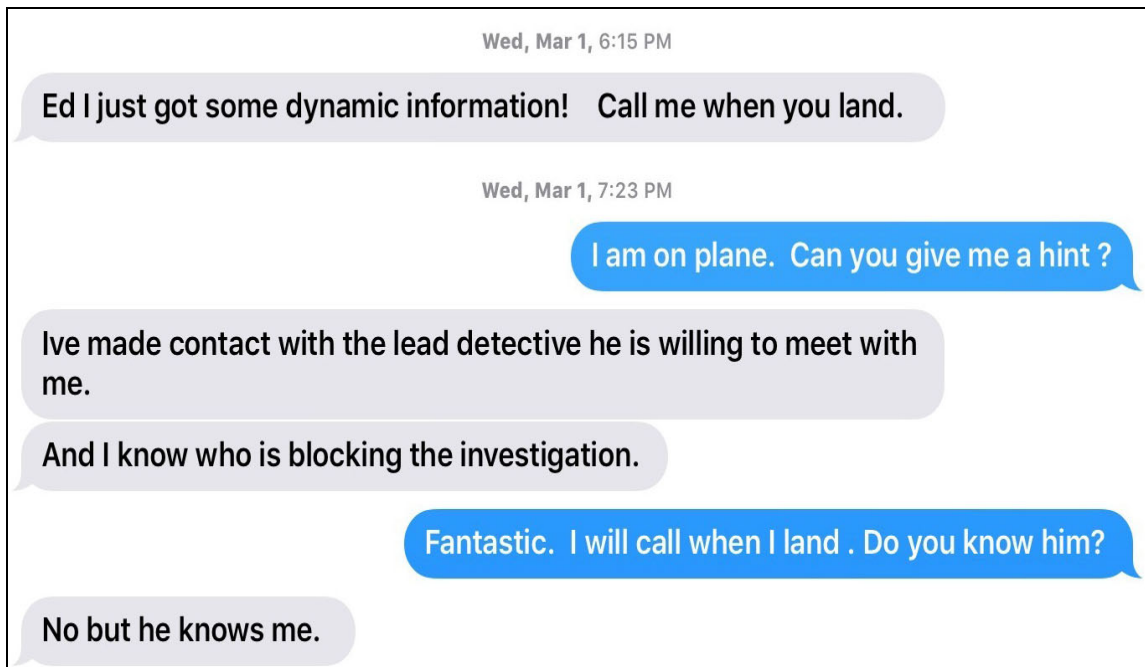 Wed, Mar 1, 6:15 PM
Ed I just got some dynamic information!    Call me when you land.
Wed, Mar 1, 7:23 PM
I am on plane.  Can you give me a hint ?
Ive made contact with the lead detective he is willing to meet with
me.
And I know who is blocking the investigation.
Fantastic.  I will call when I land . Do you know him?
No but he knows me.